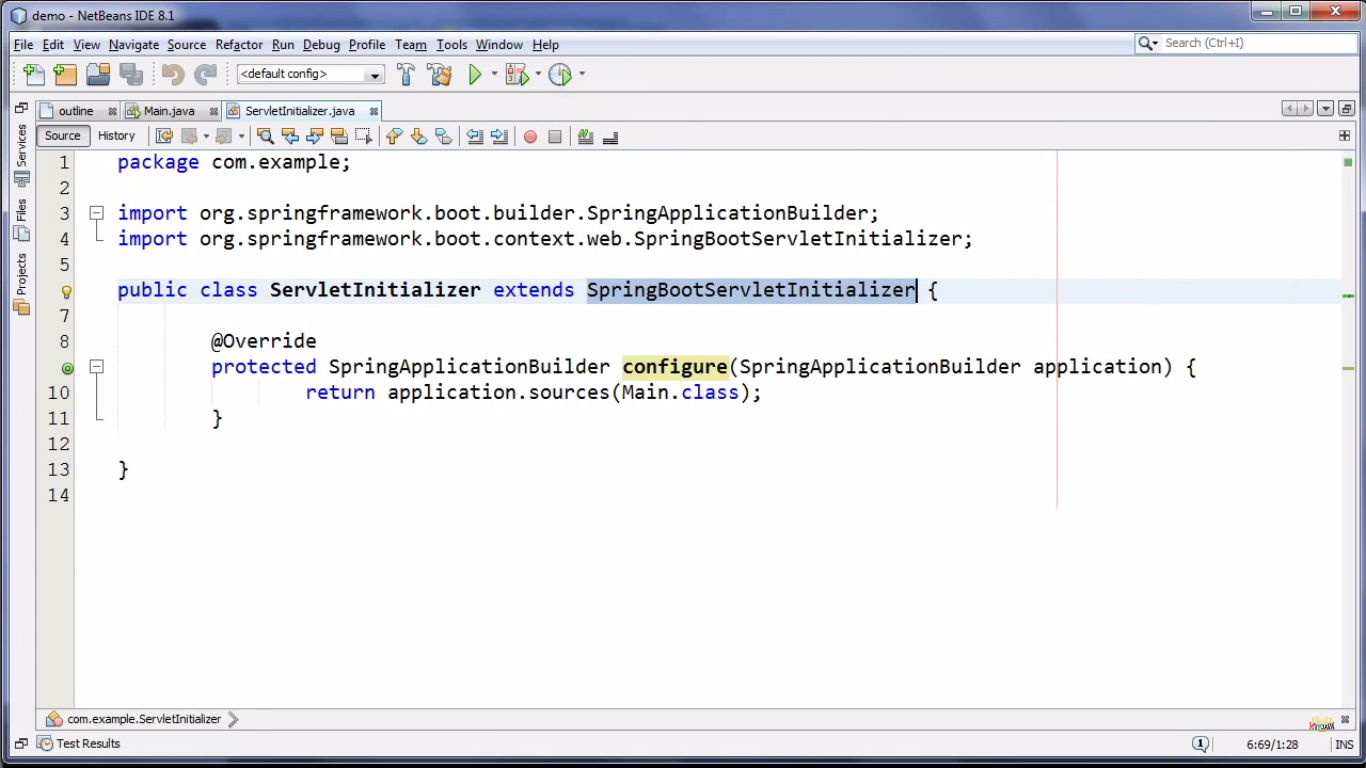 demo - NetBeans IDE 8.1
File Edit View Navigate Source Refactor Run Debug Profile Team Tools Window Help
Search (Ctrl+I)
<default config>
outline Main.java ServletInitializer.java
Source History
Services
Files
Projects
1 package com.example;
2
3 import org.springframework.boot.builder.SpringApplicationBuilder;
4 import org.springframework.boot.context.web.SpringBootServletInitializer;
5
public class ServletInitializer extends SpringBootServletInitializer {
7
8 @Override
protected SpringApplicationBuilder configure(SpringApplicationBuilder application) {
10 return application.sources(Main.class);
11 }
12
13 }
14
com.example.ServletInitializer
Test Results
1
6:69/1:28 INS